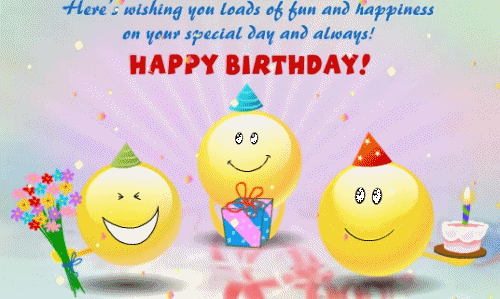 Here's wishing you loads of fun and happiness
on your special day and always!
HAPPY BIRTHDAY!